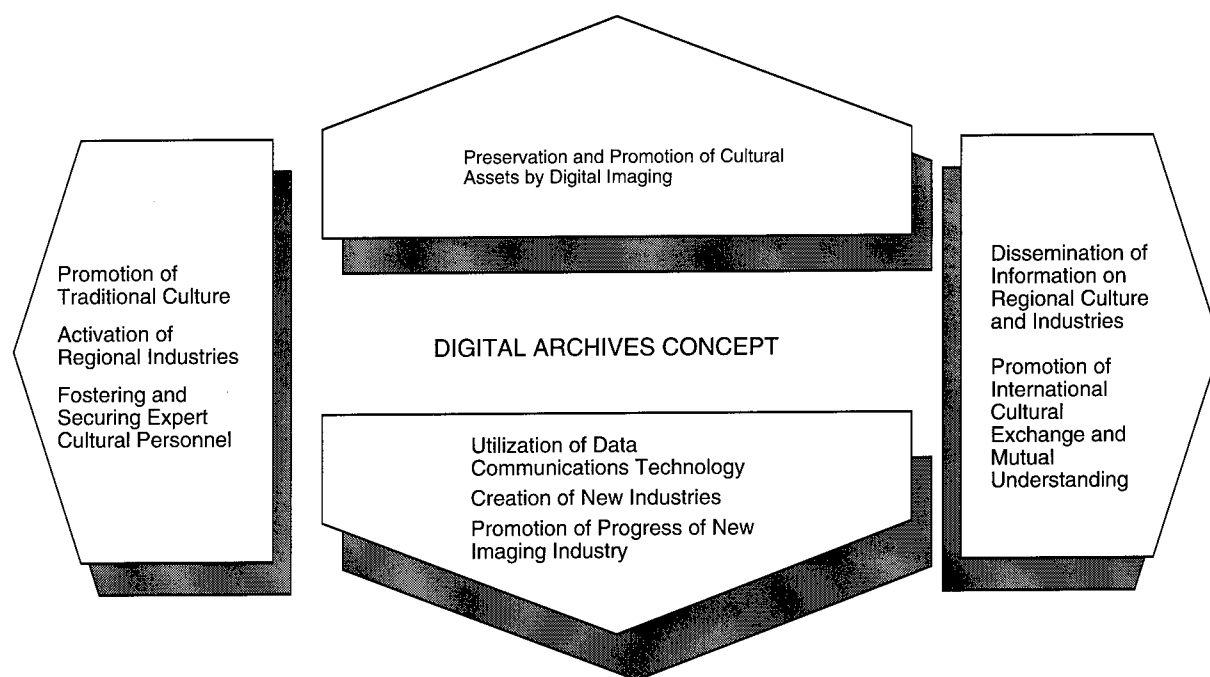 Preservation and Promotion of Cultural
Assets by Digital Imaging
Promotion of
Traditional Culture
Activation of
Regional Industries
Fostering and
Securing Expert
Cultural Personnel
DIGITAL ARCHIVES CONCEPT
Dissemination of
Information on
Regional Culture
and Industries
Promotion of
International
Cultural
Exchange and
Mutual
Understanding
Utilization of Data
Communications Technology
Creation of New Industries
Promotion of Progress of New
Imaging Industry